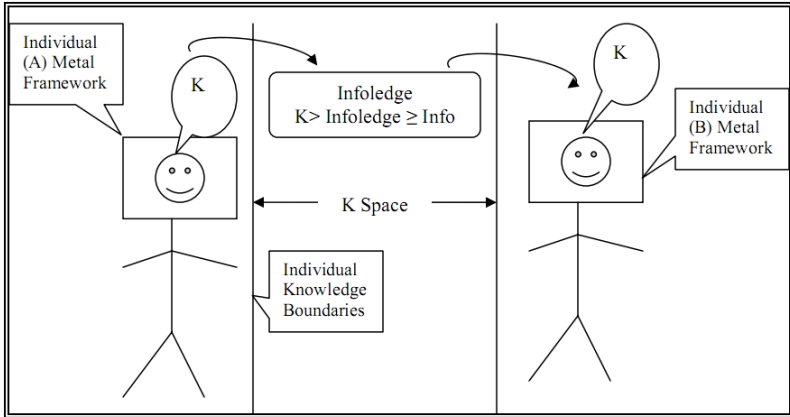 Individual
(A) Metal
Framework
K
Infoledge
K> Infoledge ≥ Info
K
Individual
(B) Metal
Framework
K Space
Individual
Knowledge
Boundaries